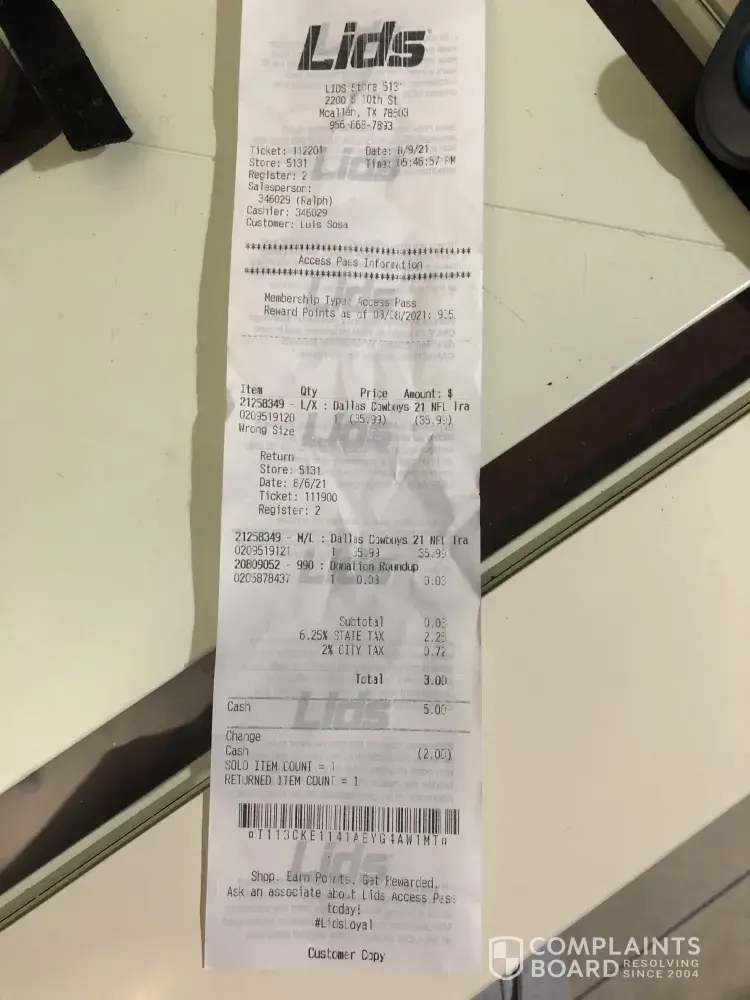 Lids
LIDS Store 513
2200 S 10th St
Mcallen, TX 78503
956-668-7893
Ticket: 112201 Date: 8/9/21
Store: 5131 Time: 05:46:57 PM
Register: 2
Salesperson:
346029 (Ralph)
Cashier: 346029
Customer: Luis Sosa
****************************************
Access Pass Information
****************************************
Membership Type: Access Pass
Reward Points as of 08/08/2021:
Item Qty Price Amount: $
21258349 - L/X : Dallas Cowboys 21 NFL Tra
0209519120 1 (35.99) (35.99)
Wrong Size
Return
Store: 5131
Date: 8/6/21
Ticket: 111900
Register: 2
21258349 - M/L : Dallas Cowboys 21 NFL Tra
0209519121 1 35.99 35.99
20809052 - 990 : Donation Roundup
0205878437 1 0.03 0.03
Subtotal 0.03
6.25% STATE TAX 2.25
2% CITY TAX 0.72
Total 3.00
Cash 5.00
Change
Cash (2.00)
SOLD ITEM COUNT = 1
RETURNED ITEM COUNT = 1
Shop. Earn Points. Get Rewarded.
Ask an associate about Lids Access Pass
today!
#LidsLoyal
Customer Copy
COMPLAINTS
BOARD RESOLVING
SINCE 2004